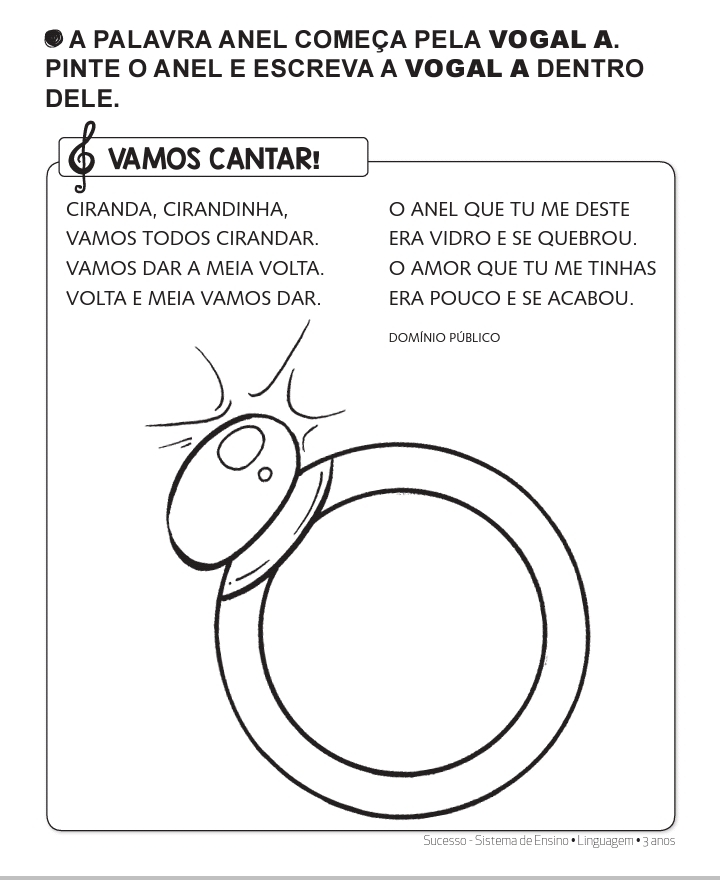 A PALAVRA ANEL COMEÇA PELA VOGAL A.
PINTE O ANEL E ESCREVA A VOGAL A DENTRO
DELE.
VAMOS CANTAR!
CIRANDA, CIRANDINHA,
VAMOS TODOS CIRANDAR.
VAMOS DAR A MEIA VOLTA.
VOLTA E MEIA VAMOS DAR.
O ANEL QUE TU ME DESTE
ERA VIDRO E SE QUEBROU.
O AMOR QUE TU ME TINHAS
ERA POUCO E SE ACABOU.
DOMÍNIO PÚBLICO
Sucesso - Sistema de Ensino • Linguagem • 3 anos